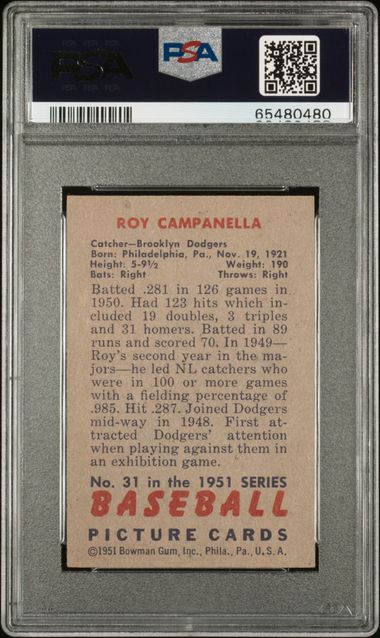 PSA
PSA
65480480
ROY CAMPANELLA
Catcher—Brooklyn Dodgers
Born: Philadelphia, Pa., Nov. 19, 1921
Height: 5-9½ Weight: 190
Bats: Right Throws: Right
Batted .281 in 126 games in
1950. Had 123 hits which in-
cluded 19 doubles, 3 triples
and 31 homers. Batted in 89
runs and scored 70. In 1949—
Roy's second year in the ma-
jors—he led NL catchers who
were in 100 or more games
with a fielding percentage of
.985. Hit .287. Joined Dodgers
mid-way in 1948. First at-
tracted Dodgers' attention
when playing against them in
an exhibition game.
No. 31 in the 1951 SERIES
BASEBALL
PICTURE CARDS
©1951 Bowman Gum, Inc., Phila., Pa., U.S.A.